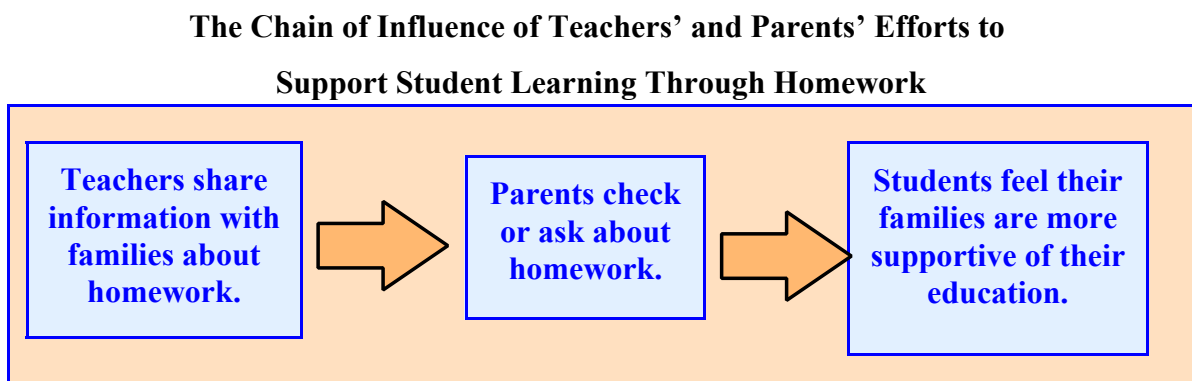 The Chain of Influence of Teachers’ and Parents’ Efforts to
Support Student Learning Through Homework
Teachers share
information with
families about
homework.
Parents check
or ask about
homework.
Students feel their
families are more
supportive of their
education.